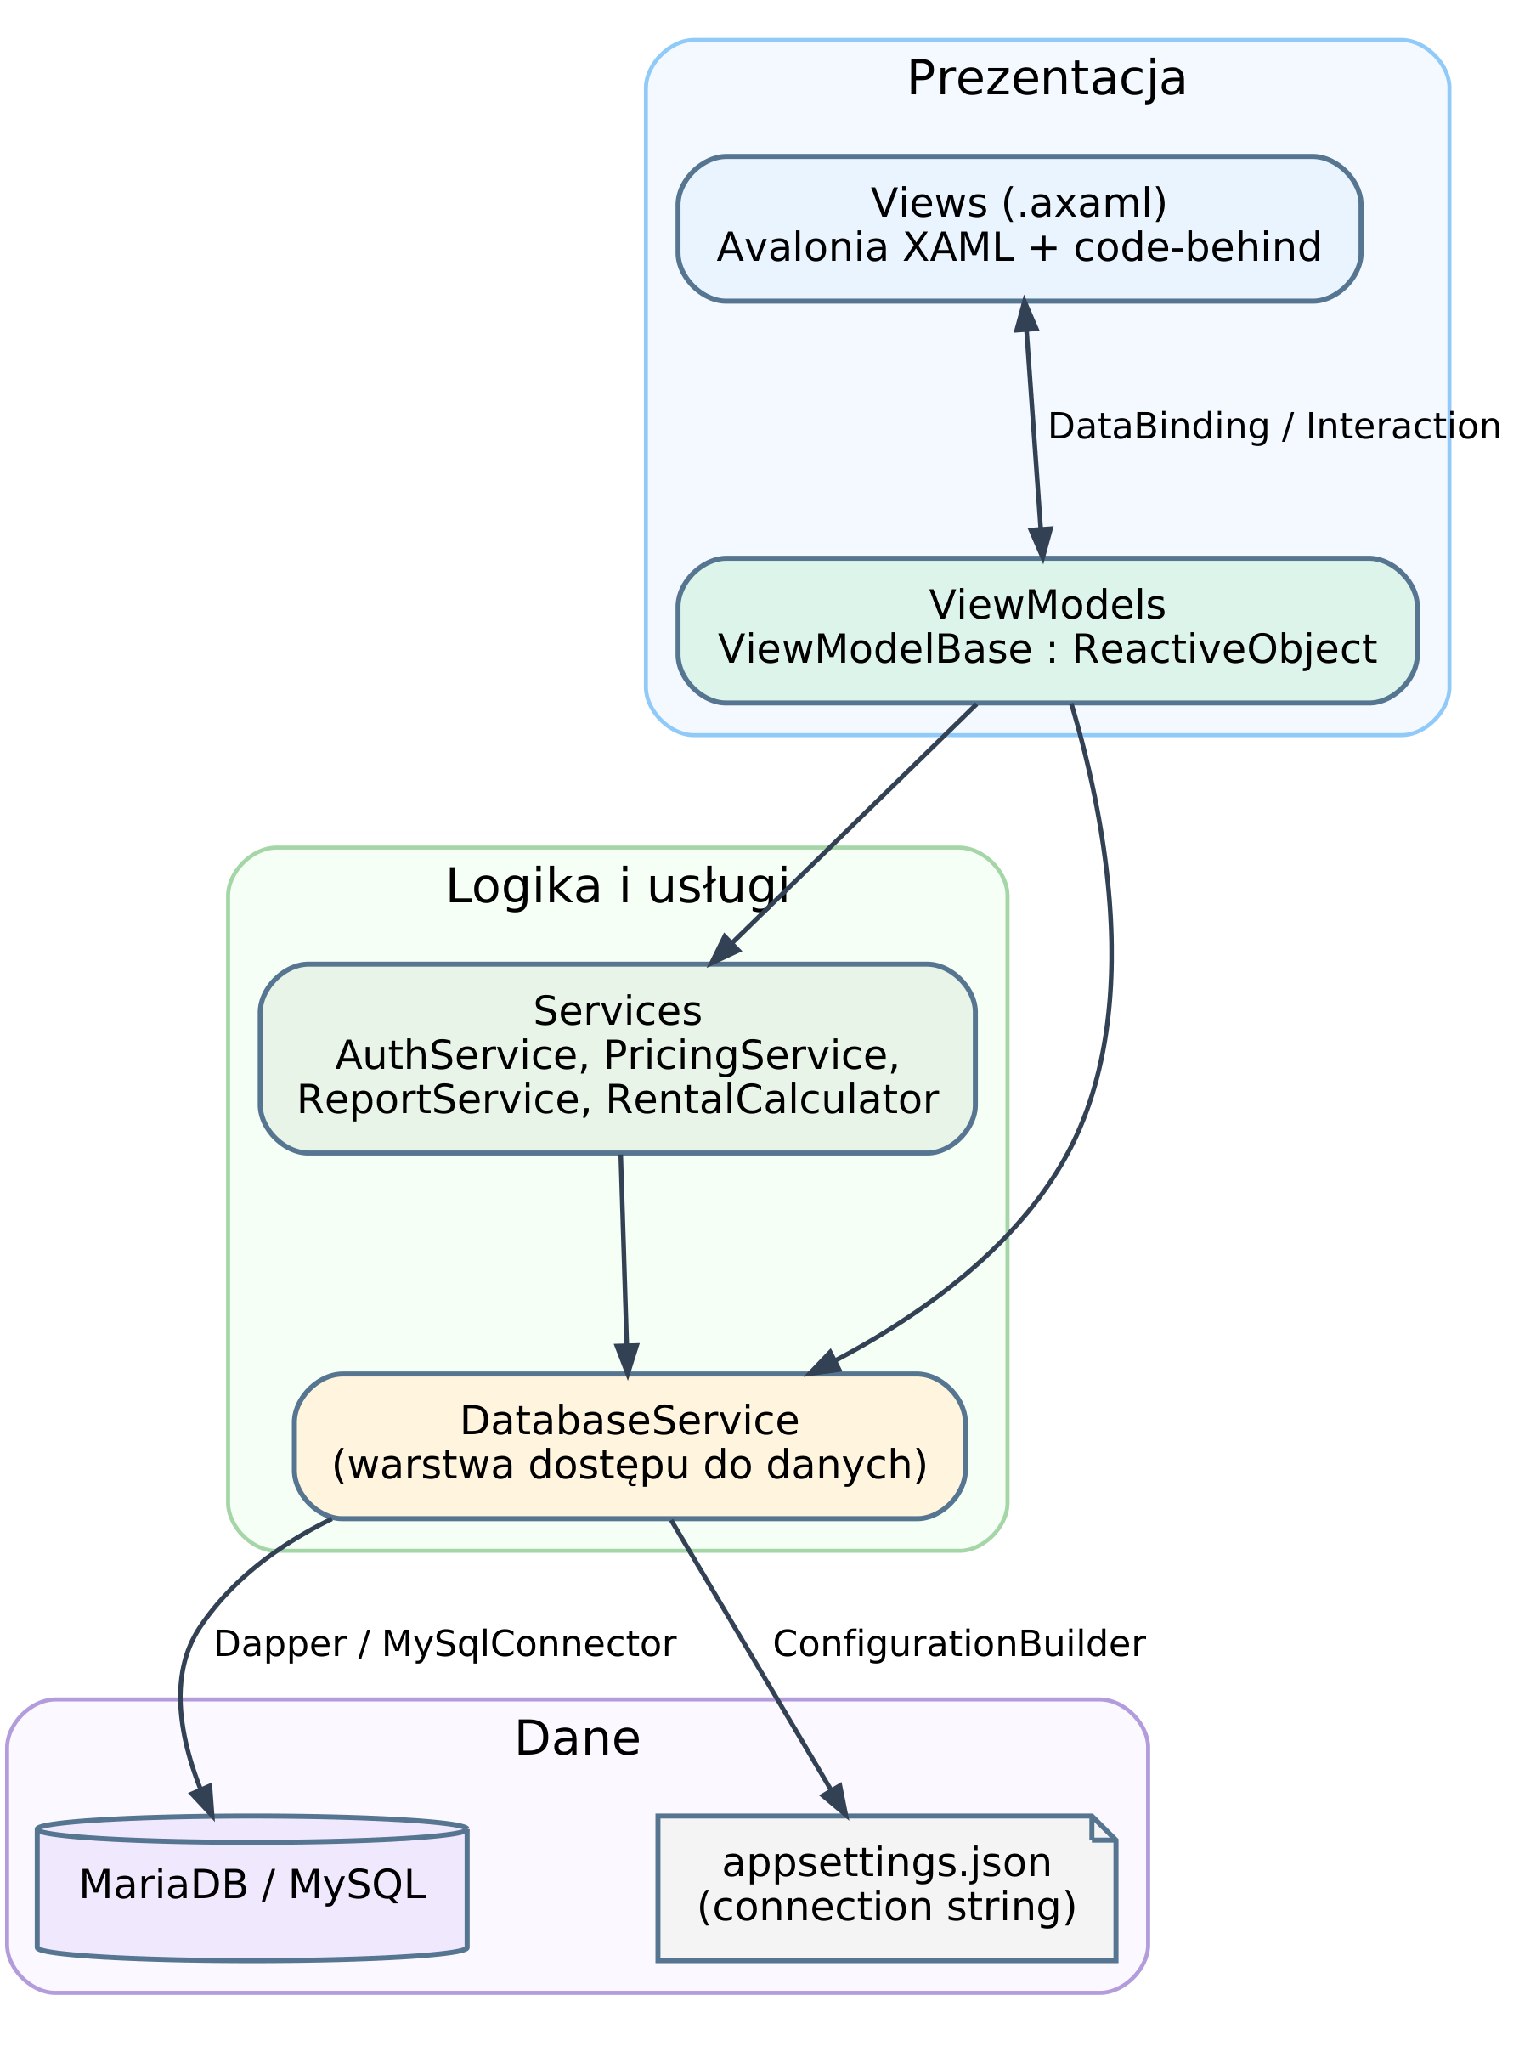 Prezentacja
Views (.axaml)
Avalonia XAML + code-behind
DataBinding / Interaction
ViewModels
ViewModelBase : ReactiveObject
Logika i usługi
Services
AuthService, PricingService,
ReportService, RentalCalculator
DatabaseService
(warstwa dostępu do danych)
Dapper / MySqlConnector
ConfigurationBuilder
Dane
MariaDB / MySQL
appsettings.json
(connection string)